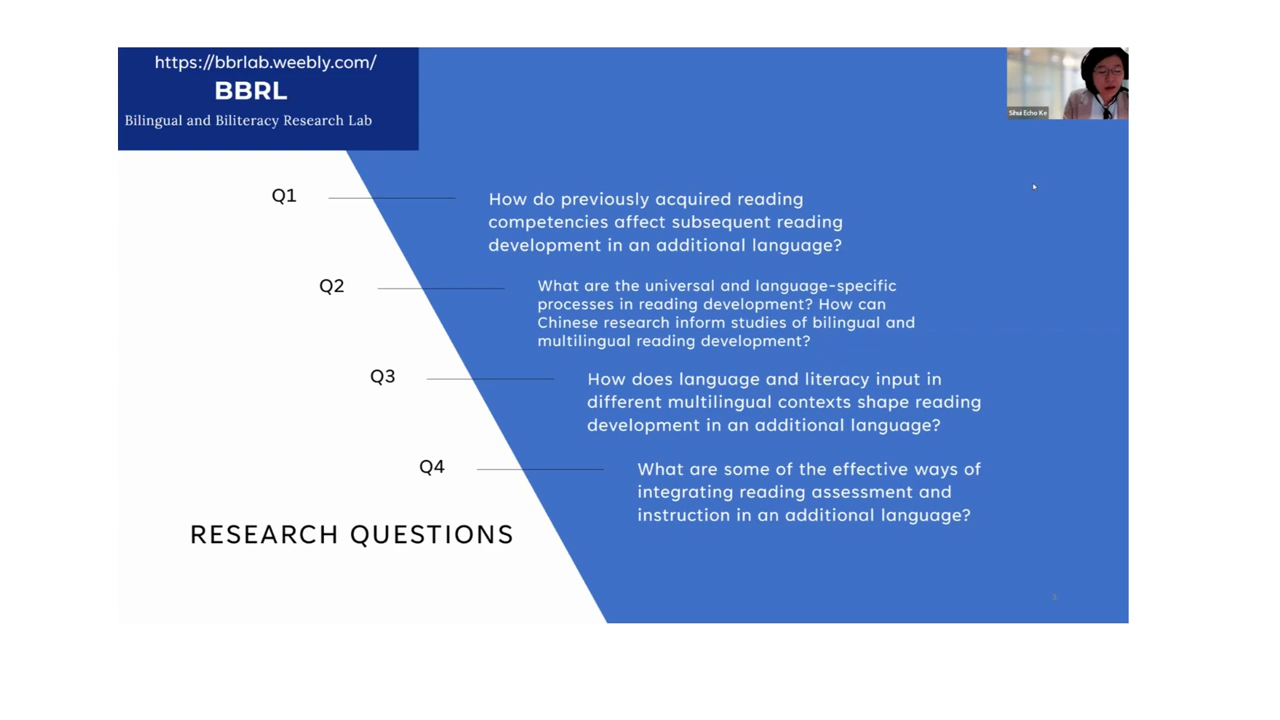 https://bbrlab.weebly.com/
BBRL
Bilingual and Biliteracy Research Lab
Sihui Echo Ke
Q1
How do previously acquired reading
competencies affect subsequent reading
development in an additional language?
Q2
What are the universal and language-specific
processes in reading development? How can
Chinese research inform studies of bilingual and
multilingual reading development?
Q3
How does language and literacy input in
different multilingual contexts shape reading
development in an additional language?
Q4
What are some of the effective ways of
integrating reading assessment and
instruction in an additional language?
RESEARCH QUESTIONS